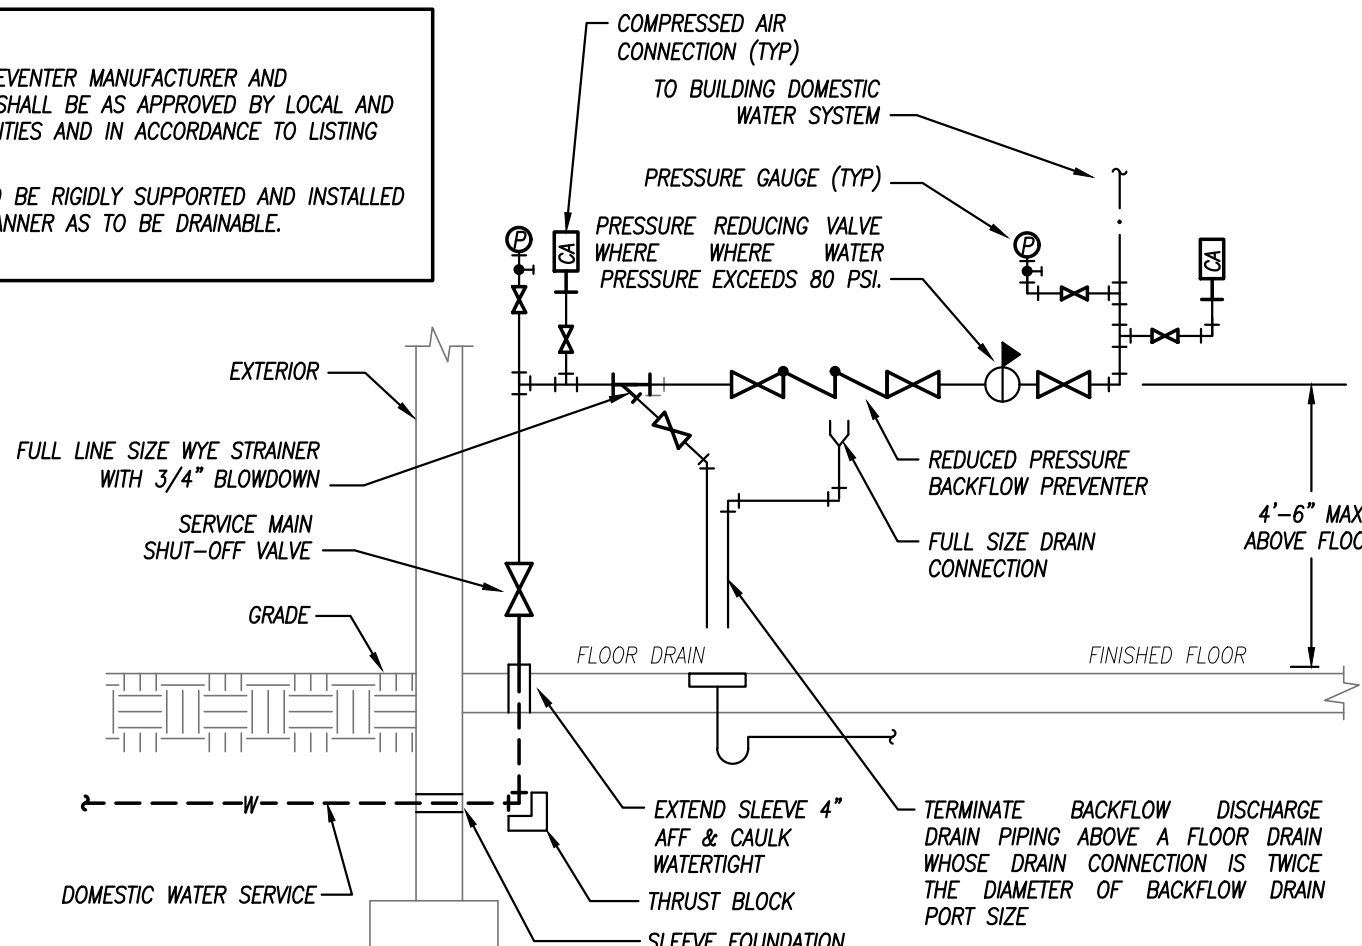 EVENTER MANUFACTURER AND
SHALL BE AS APPROVED BY LOCAL AND
ITIES AND IN ACCORDANCE TO LISTING
BE RIGIDLY SUPPORTED AND INSTALLED
ANNER AS TO BE DRAINABLE.
COMPRESSED AIR
CONNECTION (TYP)
TO BUILDING DOMESTIC
WATER SYSTEM
PRESSURE GAUGE (TYP)
PRESSURE REDUCING VALVE
WHERE WHERE WATER
PRESSURE EXCEEDS 80 PSI.
P
CA
P
CA
EXTERIOR
FULL LINE SIZE WYE STRAINER
WITH 3/4" BLOWDOWN
SERVICE MAIN
SHUT-OFF VALVE
GRADE
REDUCED PRESSURE
BACKFLOW PREVENTER
FULL SIZE DRAIN
CONNECTION
4'-6" MAX
ABOVE FLOO
FLOOR DRAIN
FINISHED FLOOR
W
DOMESTIC WATER SERVICE
EXTEND SLEEVE 4"
AFF & CAULK
WATERTIGHT
THRUST BLOCK
SLEEVE FOUNDATION
TERMINATE BACKFLOW DISCHARGE
DRAIN PIPING ABOVE A FLOOR DRAIN
WHOSE DRAIN CONNECTION IS TWICE
THE DIAMETER OF BACKFLOW DRAIN
PORT SIZE